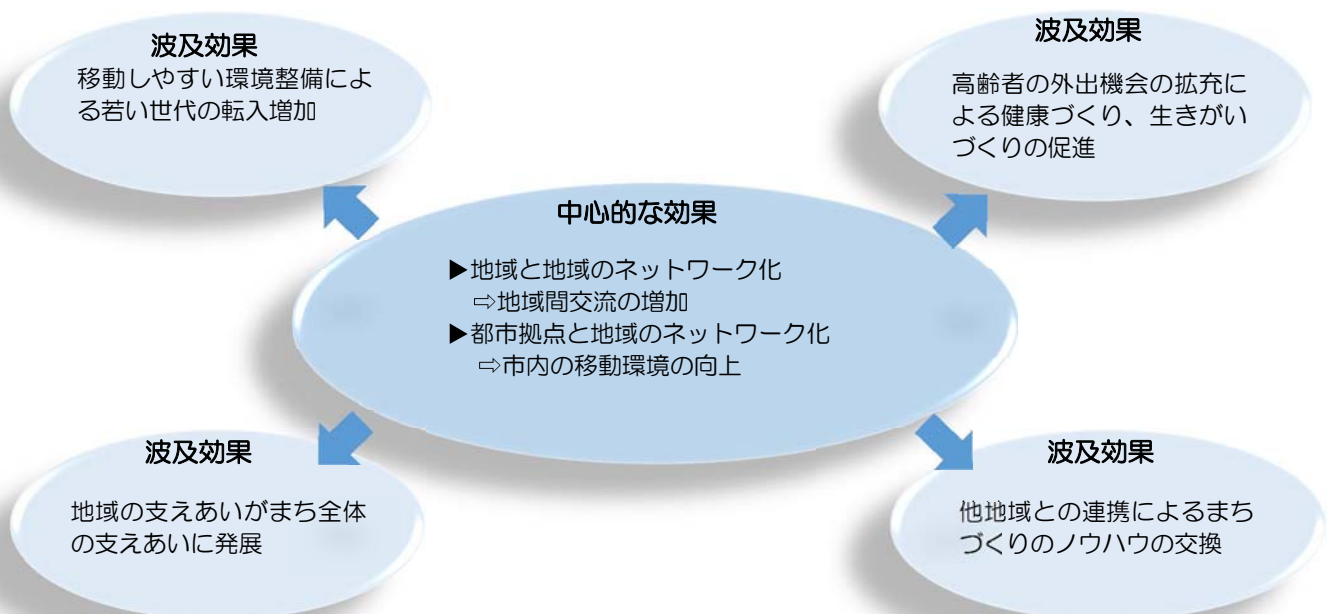 波及効果
移動しやすい環境整備によ
る若い世代の転入増加
波及効果
高齢者の外出機会の拡充に
よる健康づくり、生きがい
づくりの促進
中心的な効果
▶地域と地域のネットワーク化
⇨地域間交流の増加
▶都市拠点と地域のネットワーク化
⇨市内の移動環境の向上
波及効果
地域の支えあいがまち全体
の支えあいに発展
波及効果
他地域との連携によるまち
づくりのノウハウの交換